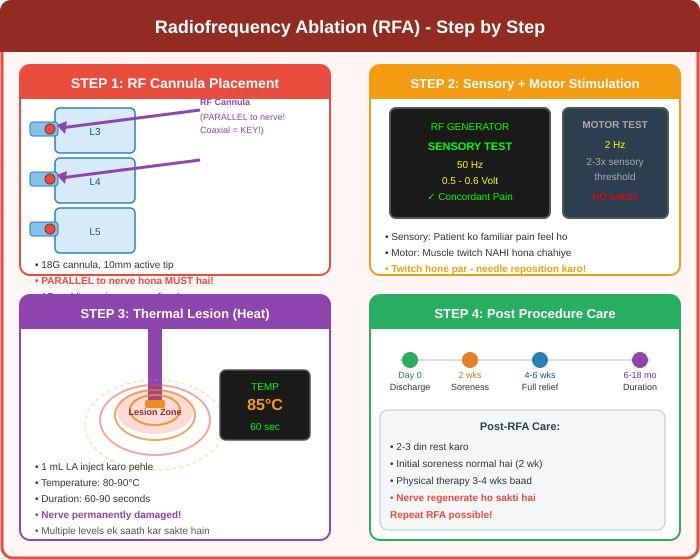 Radiofrequency Ablation (RFA) - Step by Step
STEP 1: RF Cannula Placement
RF Cannula
(PARALLEL to nerve!
Coaxial = KEY!)
L3
L4
L5
• 18G cannula, 10mm active tip
• PARALLEL to nerve hona MUST hai!
STEP 2: Sensory + Motor Stimulation
RF GENERATOR
SENSORY TEST
50 Hz
0.5 - 0.6 Volt
✓ Concordant Pain
MOTOR TEST
2 Hz
2-3x sensory
threshold
NO twitch!
• Sensory: Patient ko familiar pain feel ho
• Motor: Muscle twitch NAHI hona chahiye
• Twitch hone par - needle reposition karo!
STEP 3: Thermal Lesion (Heat)
Lesion Zone
TEMP
85°C
60 sec
• 1 mL LA inject karo pehle
• Temperature: 80-90°C
• Duration: 60-90 seconds
• Nerve permanently damaged!
• Multiple levels ek saath kar sakte hain
STEP 4: Post Procedure Care
Day 0
Discharge
2 wks
Soreness
4-6 wks
Full relief
6-18 mo
Duration
Post-RFA Care:
• 2-3 din rest karo
• Initial soreness normal hai (2 wk)
• Physical therapy 3-4 wks baad
• Nerve regenerate ho sakti hai
Repeat RFA possible!